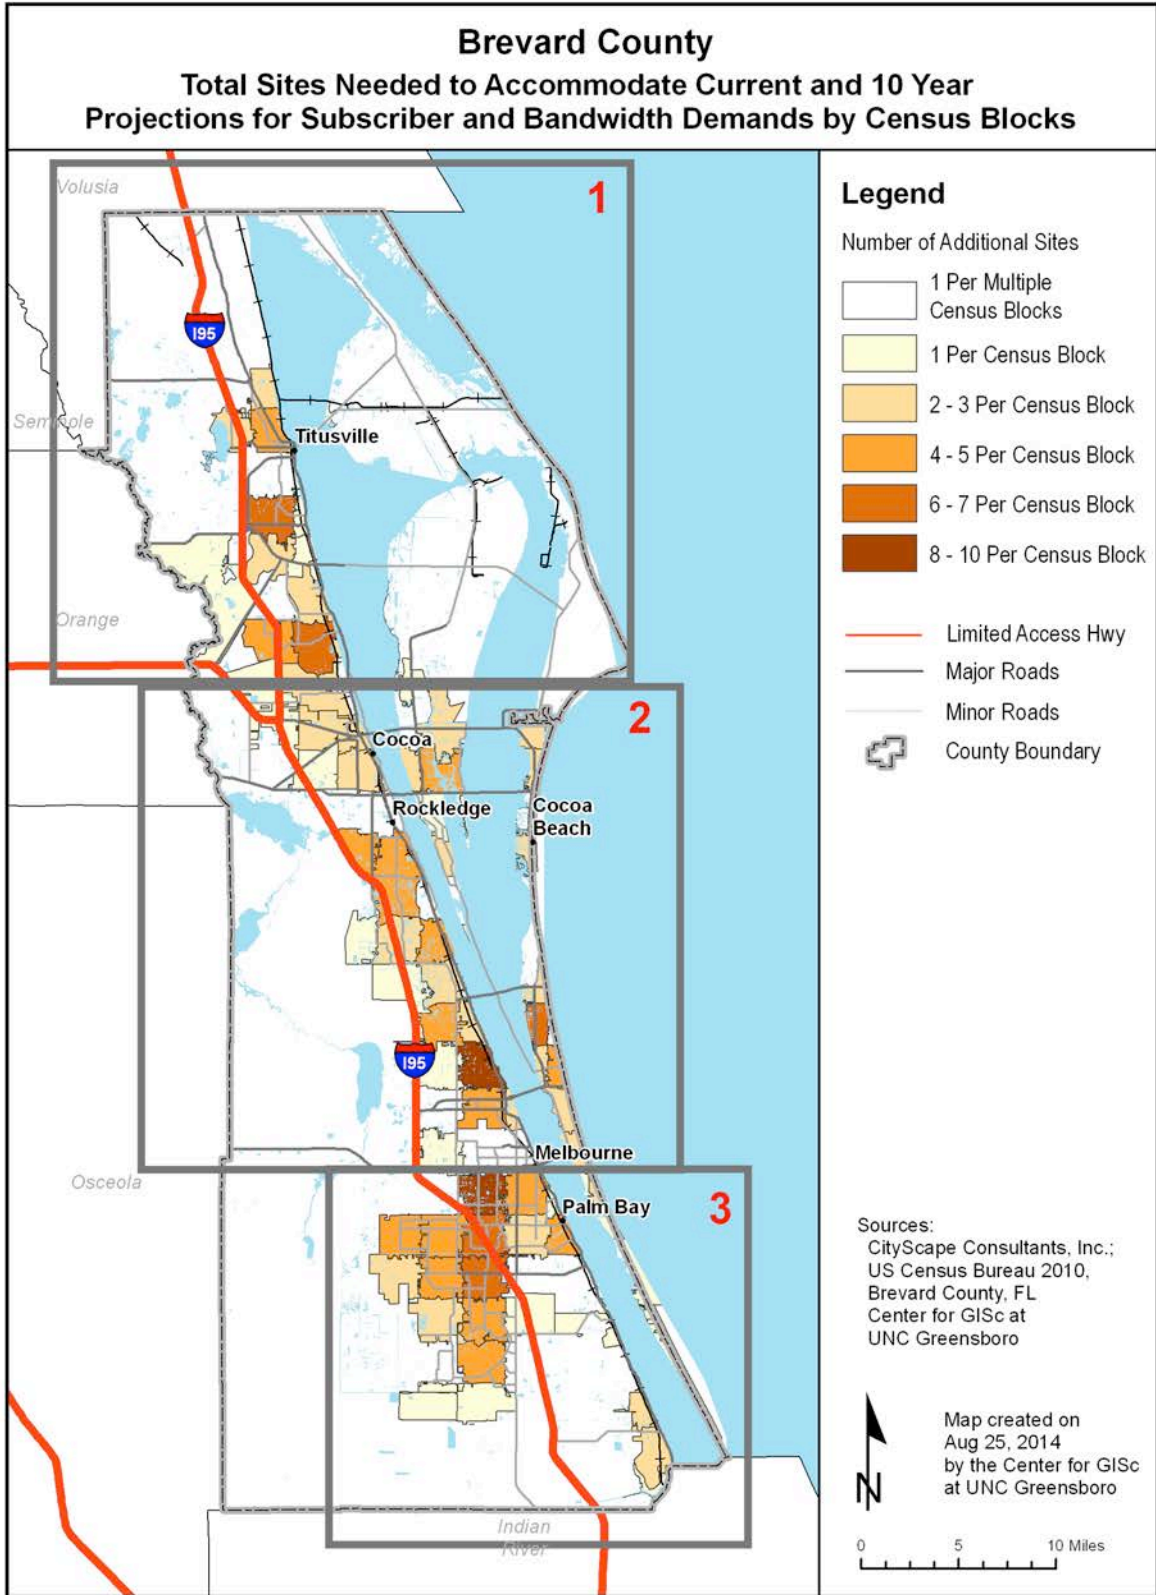 Brevard County
Total Sites Needed to Accommodate Current and 10 Year
Projections for Subscriber and Bandwidth Demands by Census Blocks
Volusia
1
I95
Seminole
Titusville
Orange
2
Cocoa
Rockledge
Cocoa
Beach
I95
Melbourne
Osceola
Palm Bay
3
Indian
River
Legend
Number of Additional Sites
1 Per Multiple
Census Blocks
1 Per Census Block
2 - 3 Per Census Block
4 - 5 Per Census Block
6 - 7 Per Census Block
8 - 10 Per Census Block
Limited Access Hwy
Major Roads
Minor Roads
County Boundary
Sources:
CityScape Consultants, Inc.;
US Census Bureau 2010,
Brevard County, FL
Center for GISc at
UNC Greensboro
N
Map created on
Aug 25, 2014
by the Center for GISc
at UNC Greensboro
0 5 10 Miles